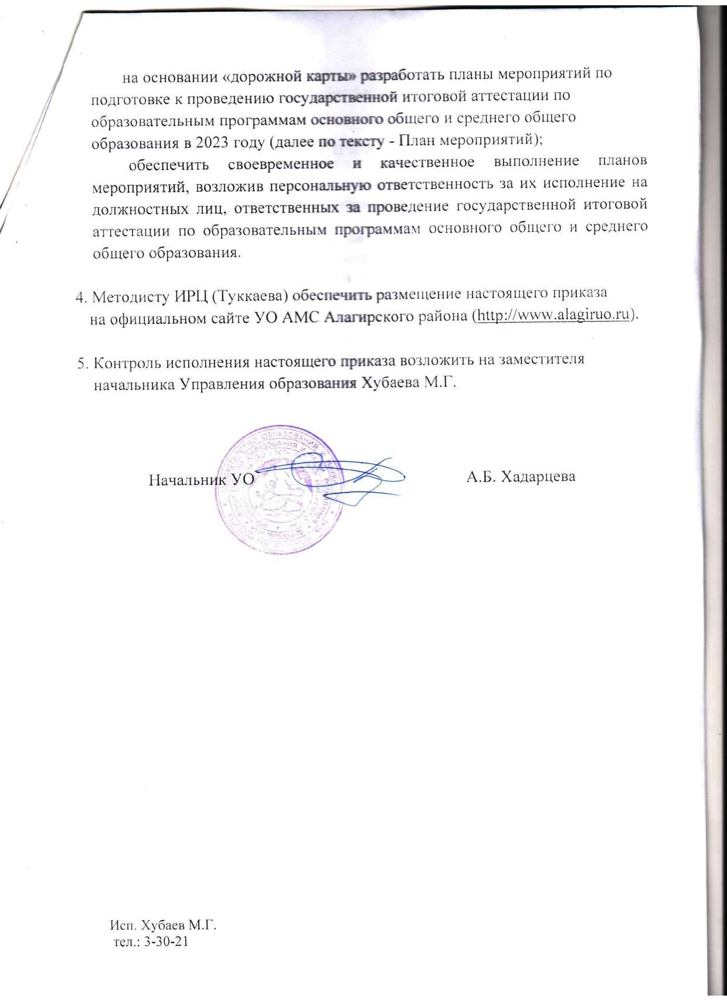 на основании «дорожной карты» разработать планы мероприятий по
подготовке к проведению государственной итоговой аттестации по
образовательным программам основного общего и среднего общего
образования в 2023 году (далее по тексту - План мероприятий);
обеспечить своевременное и качественное выполнение планов
мероприятий, возложив персональную ответственность за их исполнение на
должностных лиц, ответственных за проведение государственной итоговой
аттестации по образовательным программам основного общего и среднего
общего образования.
4. Методисту ИРЦ (Туккаева) обеспечить размещение настоящего приказа
на официальном сайте УО АМС Алагирского района (http://www.alagiruo.ru).
5. Контроль исполнения настоящего приказа возложить на заместителя
начальника Управления образования Хубаева М.Г.
ОБРАЗОВАНИЯ И НАУКИ
ОБРАЗОВАНИЯ И
Начальник УО
А.Б. Хадарцева
Исп. Хубаев М.Г.
тел.: 3-30-21